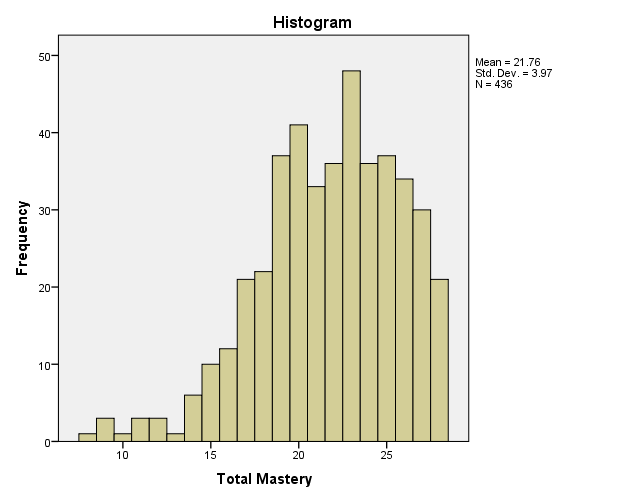 Histogram
Mean = 21.76
Std. Dev. = 3.97
N = 436
50
40
30
20
10
0
Frequency
10 15 20 25
Total Mastery